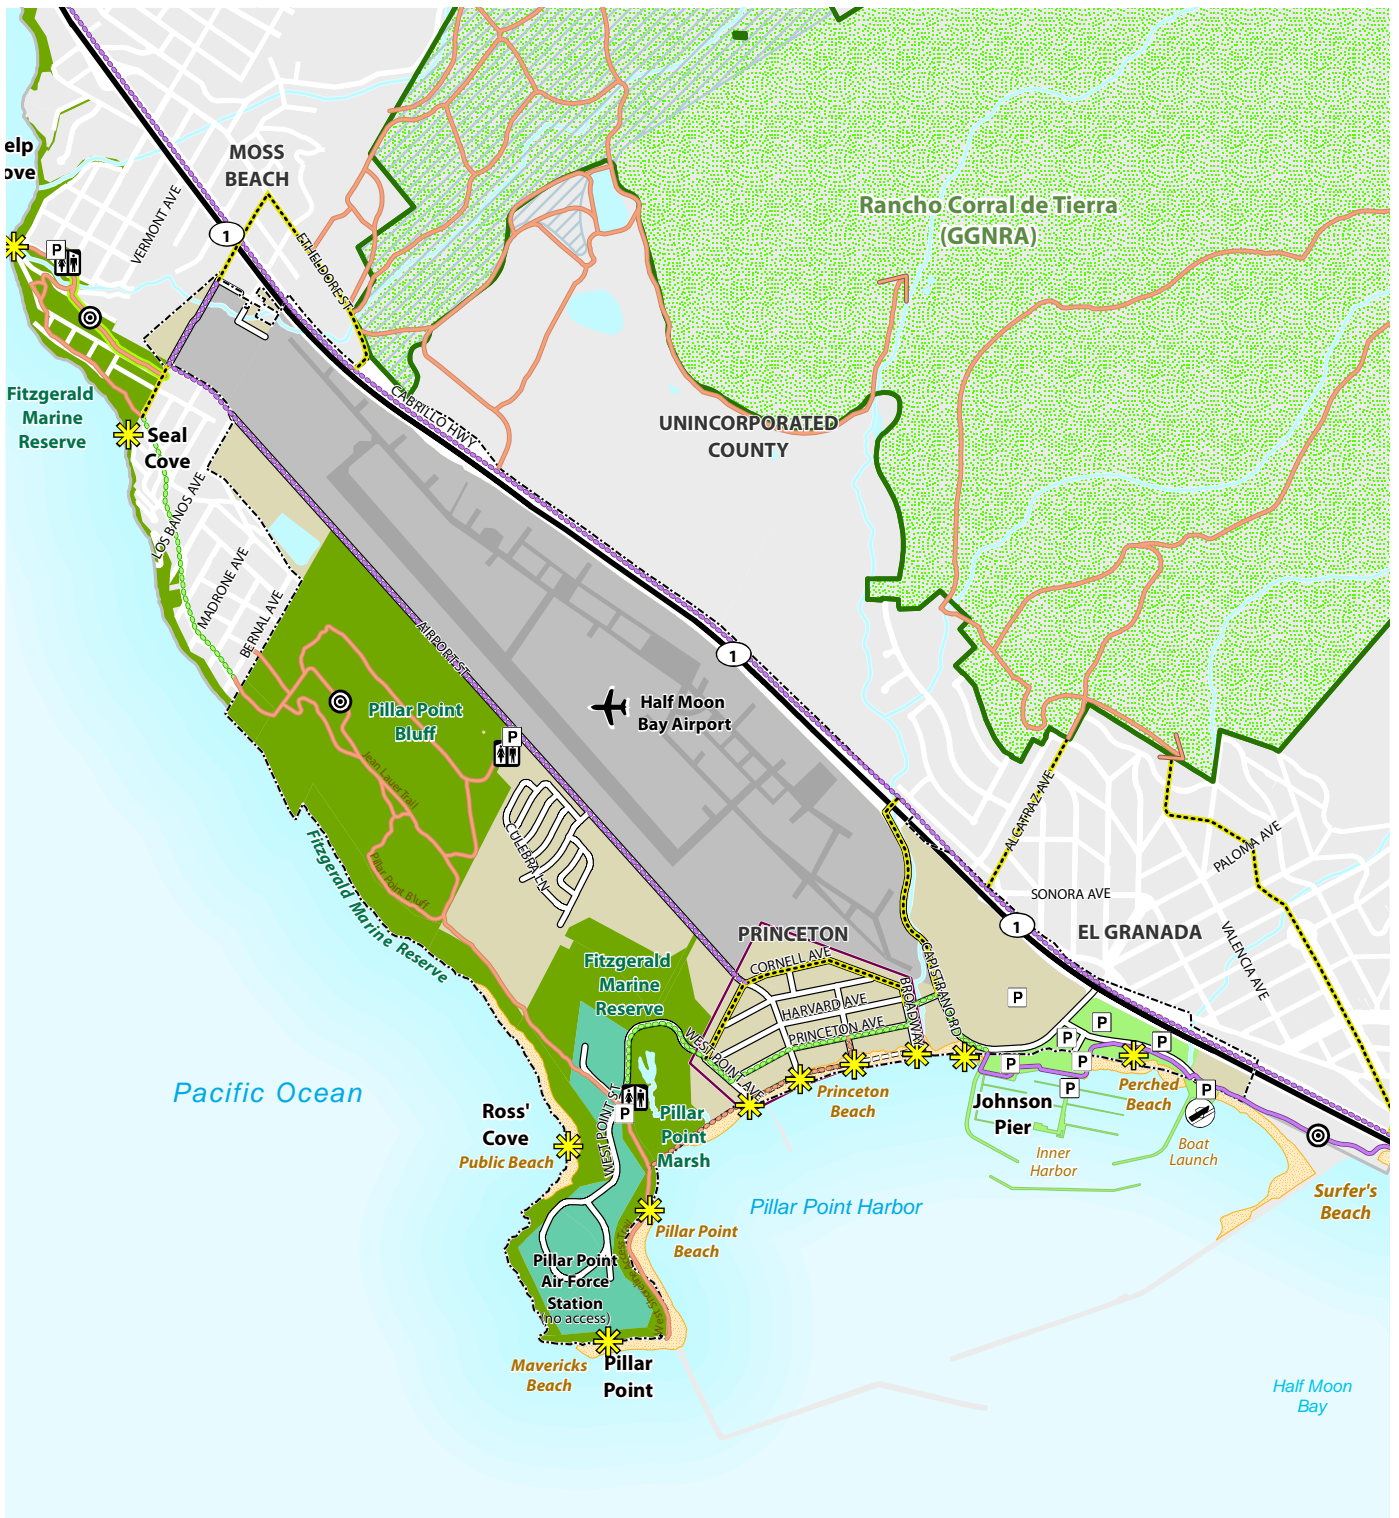 elp
ove
MOSS
BEACH
VERMONT AVE
1
P
ETHELDORE ST
Rancho Corral de Tierra
(GGNRA)
Fitzgerald
Marine
Reserve
Seal
Cove
CABRILLO HWY
UNINCORPORATED
COUNTY
LOS BANOS AVE
MADRONE AVE
BERNAL AVE
AIRPORT ST
1
Half Moon
Bay Airport
Pillar Point
Bluff
P
Jean Lauer Trail
Pillar Point Bluff
CULEBRA LN
Fitzgerald Marine Reserve
ALCATRAZ AVE
PALOMA AVE
SONORA AVE
VALENCIA AVE
1
EL GRANADA
PRINCETON
CORNELL AVE
HARVARD AVE
PRINCETON AVE
BROADWAY
CAPISTRANO RD
WEST POINT AVE
Fitzgerald
Marine
Reserve
P
P
P
P
P
P
P
P
Princeton
Beach
Perched
Beach
Johnson
Pier
Inner
Harbor
Boat
Launch
Surfer's
Beach
Pacific Ocean
Ross'
Cove
Public Beach
WEST POINT ST
P
Pillar
Point
Marsh
Pillar Point Harbor
Pillar Point
Beach
West Shoreline Access Trail
Pillar Point
Air Force
Station
(no access)
Mavericks
Beach
Pillar
Point
Half Moon
Bay